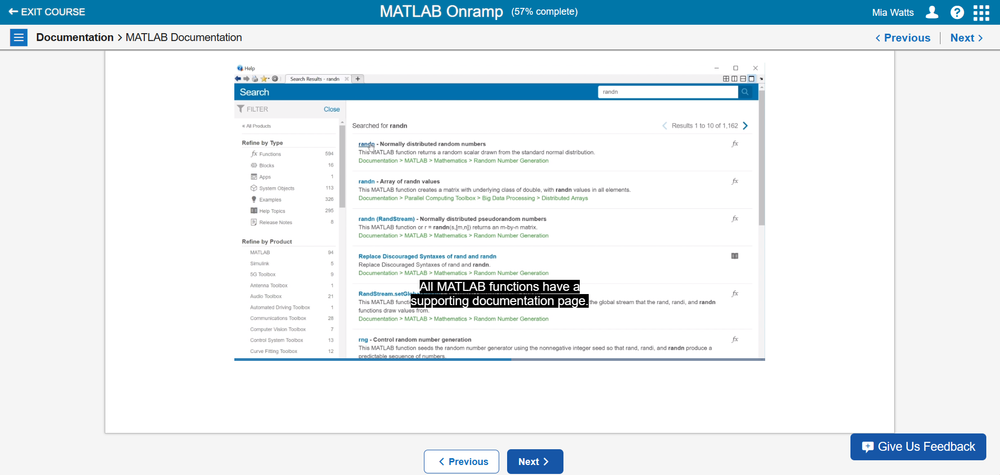 EXIT COURSE
MATLAB Onramp (57% complete)
Mia Watts
Documentation > MATLAB Documentation
Previous
Next
Help
Search Results - randn
Search
randn
FILTER Close
« All Products
Refine by Type
fx Functions 594
Blocks 16
Apps 1
System Objects 113
Examples 326
Help Topics 295
Release Notes 8
Refine by Product
MATLAB 94
Simulink 5
5G Toolbox 9
Antenna Toolbox 1
Audio Toolbox 21
Automated Driving Toolbox 1
Communications Toolbox 28
Computer Vision Toolbox 7
Control System Toolbox 13
Curve Fitting Toolbox 12
Searched for randn
Results 1 to 10 of 1,162
randn - Normally distributed random numbers fx
This MATLAB function returns a random scalar drawn from the standard normal distribution.
Documentation > MATLAB > Mathematics > Random Number Generation
randn - Array of randn values fx
This MATLAB function creates a matrix with underlying class of double, with randn values in all elements.
Documentation > Parallel Computing Toolbox > Big Data Processing > Distributed Arrays
randn (RandStream) - Normally distributed pseudorandom numbers fx
This MATLAB function or r = randn(s,[m,n]) returns an m-by-n matrix.
Documentation > MATLAB > Mathematics > Random Number Generation
Replace Discouraged Syntaxes of rand and randn
Replace Discouraged Syntaxes of rand and randn.
Documentation > MATLAB > Mathematics > Random Number Generation
All MATLAB functions have a
supporting documentation page.
fx
This MATLAB the global stream that the rand, randi, and randn
functions draw values from.
Documentation > MATLAB > Mathematics > Random Number Generation
rng - Control random number generation fx
This MATLAB function seeds the random number generator using the nonnegative integer seed so that rand, randi, and randn produce a
predictable sequence of numbers.
Give Us Feedback
Previous
Next